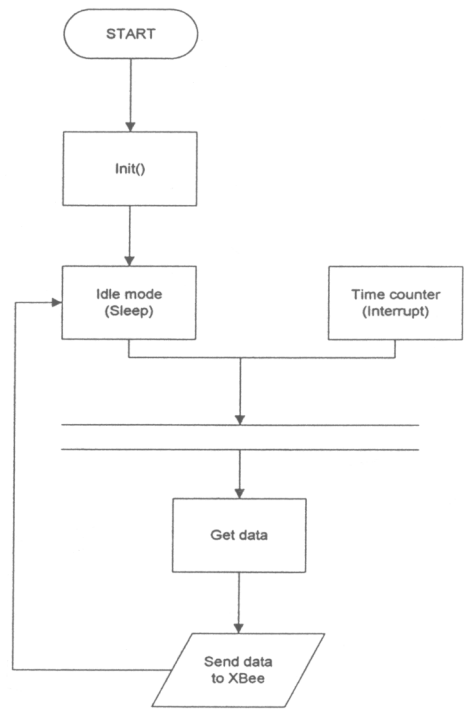 START
Init()
Idle mode
(Sleep)
Time counter
(Interrupt)
Get data
Send data
to XBee